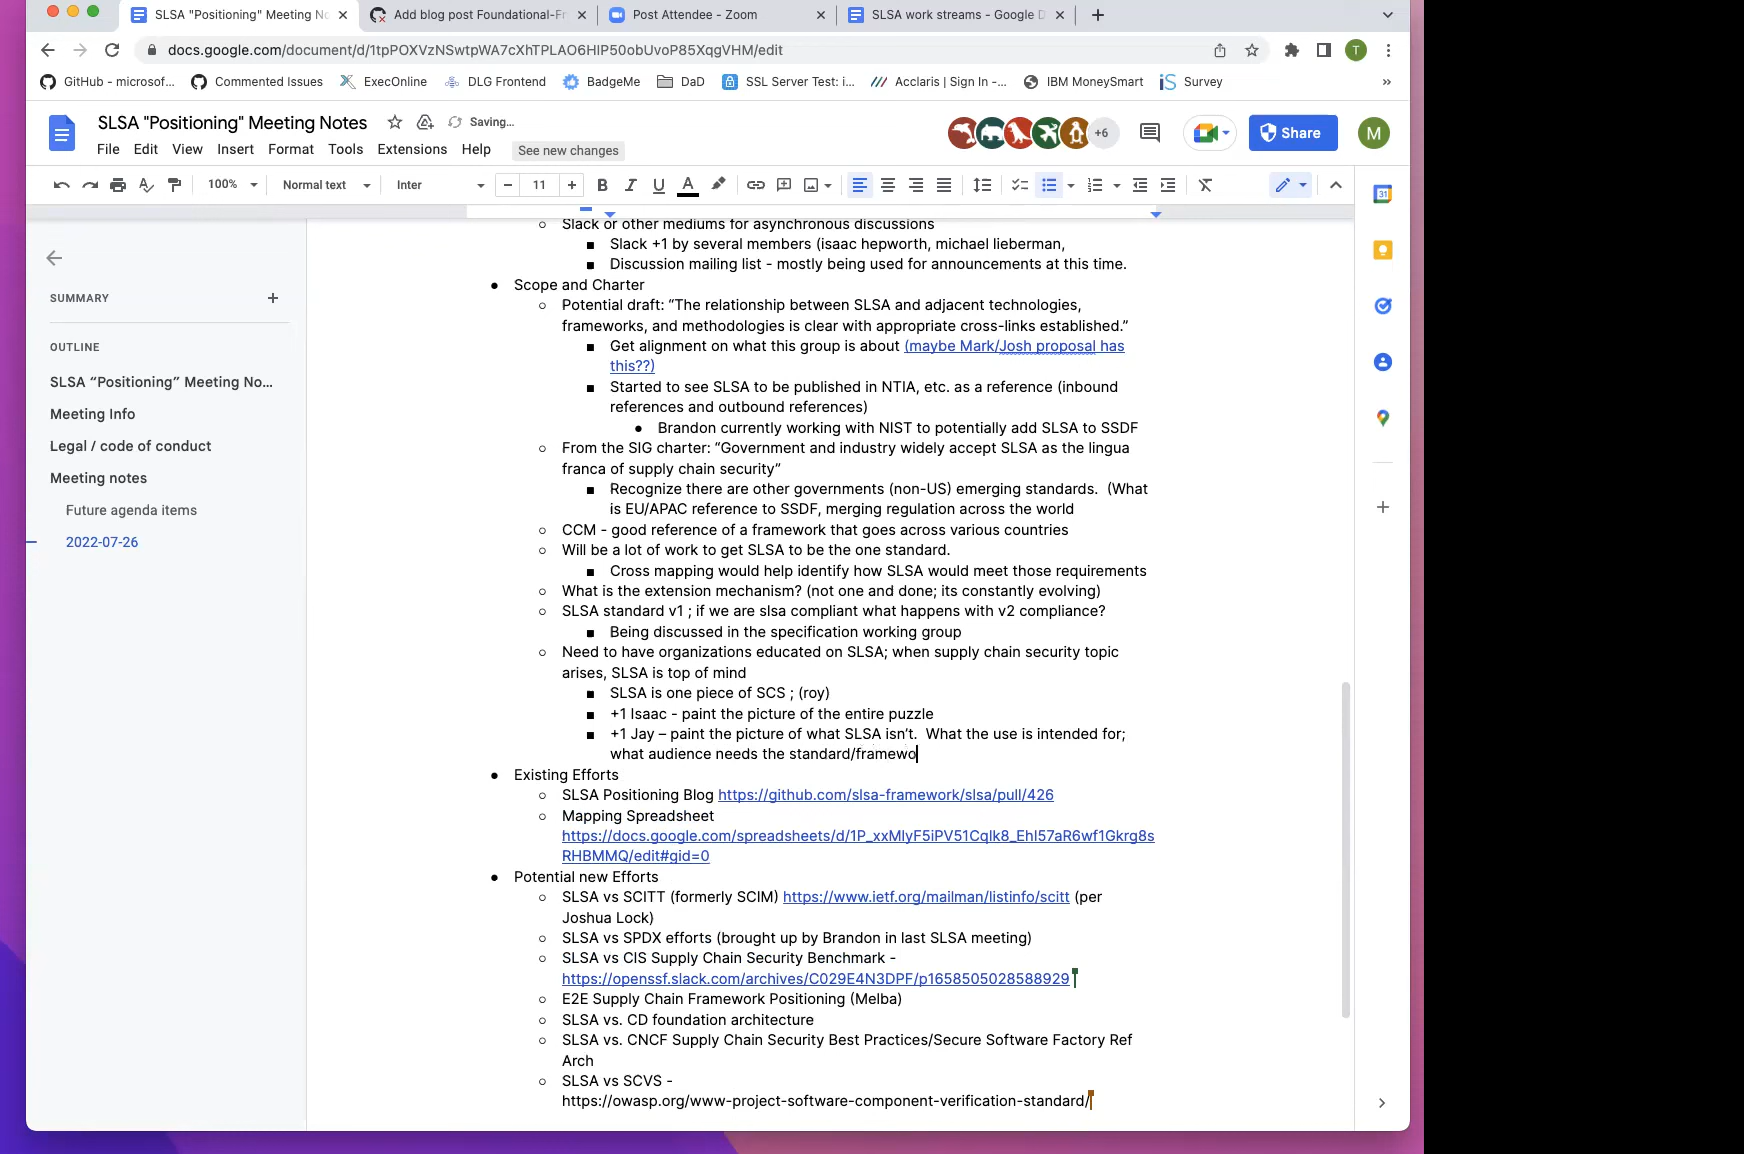 SLSA "Positioning" Meeting No
Add blog post Foundational-Fr
Post Attendee - Zoom
SLSA work streams - Google D
docs.google.com/document/d/1tpPOXVzNSwtpWA7cXhTPLAO6HIP50obUvoP85XqgVHM/edit
T
GitHub - microsof...
Commented Issues
ExecOnline
DLG Frontend
BadgeMe
DaD
SSL Server Test: i...
Acclaris | Sign In -...
IBM MoneySmart
Survey
»
SLSA "Positioning" Meeting Notes
Saving...
+6
Share
M
File Edit View Insert Format Tools Extensions Help
See new changes
100%
Normal text
Inter
11
31
SUMMARY
OUTLINE
SLSA “Positioning” Meeting No...
Meeting Info
Legal / code of conduct
Meeting notes
Future agenda items
2022-07-26
Slack or other mediums for asynchronous discussions
Slack +1 by several members (isaac hepworth, michael lieberman,
Discussion mailing list - mostly being used for announcements at this time.
Scope and Charter
Potential draft: “The relationship between SLSA and adjacent technologies,
frameworks, and methodologies is clear with appropriate cross-links established.”
Get alignment on what this group is about (maybe Mark/Josh proposal has
this??)
Started to see SLSA to be published in NTIA, etc. as a reference (inbound
references and outbound references)
Brandon currently working with NIST to potentially add SLSA to SSDF
From the SIG charter: “Government and industry widely accept SLSA as the lingua
franca of supply chain security”
Recognize there are other governments (non-US) emerging standards. (What
is EU/APAC reference to SSDF, merging regulation across the world
CCM - good reference of a framework that goes across various countries
Will be a lot of work to get SLSA to be the one standard.
Cross mapping would help identify how SLSA would meet those requirements
What is the extension mechanism? (not one and done; its constantly evolving)
SLSA standard v1 ; if we are slsa compliant what happens with v2 compliance?
Being discussed in the specification working group
Need to have organizations educated on SLSA; when supply chain security topic
arises, SLSA is top of mind
SLSA is one piece of SCS ; (roy)
+1 Isaac - paint the picture of the entire puzzle
+1 Jay – paint the picture of what SLSA isn’t. What the use is intended for;
what audience needs the standard/framewo
Existing Efforts
SLSA Positioning Blog https://github.com/slsa-framework/slsa/pull/426
Mapping Spreadsheet
https://docs.google.com/spreadsheets/d/1P_xxMlyF5iPV51Cqlk8_Ehl57aR6wf1Gkrg8s
RHBMMQ/edit#gid=0
Potential new Efforts
SLSA vs SCITT (formerly SCIM) https://www.ietf.org/mailman/listinfo/scitt (per
Joshua Lock)
SLSA vs SPDX efforts (brought up by Brandon in last SLSA meeting)
SLSA vs CIS Supply Chain Security Benchmark -
https://openssf.slack.com/archives/C029E4N3DPF/p1658505028588929
E2E Supply Chain Framework Positioning (Melba)
SLSA vs. CD foundation architecture
SLSA vs. CNCF Supply Chain Security Best Practices/Secure Software Factory Ref
Arch
SLSA vs SCVS -
https://owasp.org/www-project-software-component-verification-standard/